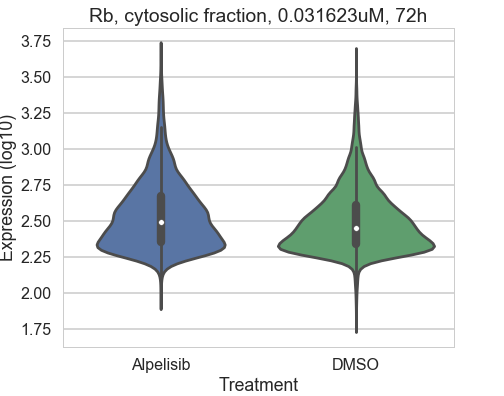 Rb, cytosolic fraction, 0.031623uM, 72h
Expression (log10)
3.75
3.50
3.25
3.00
2.75
2.50
2.25
2.00
1.75
Alpelisib
DMSO
Treatment